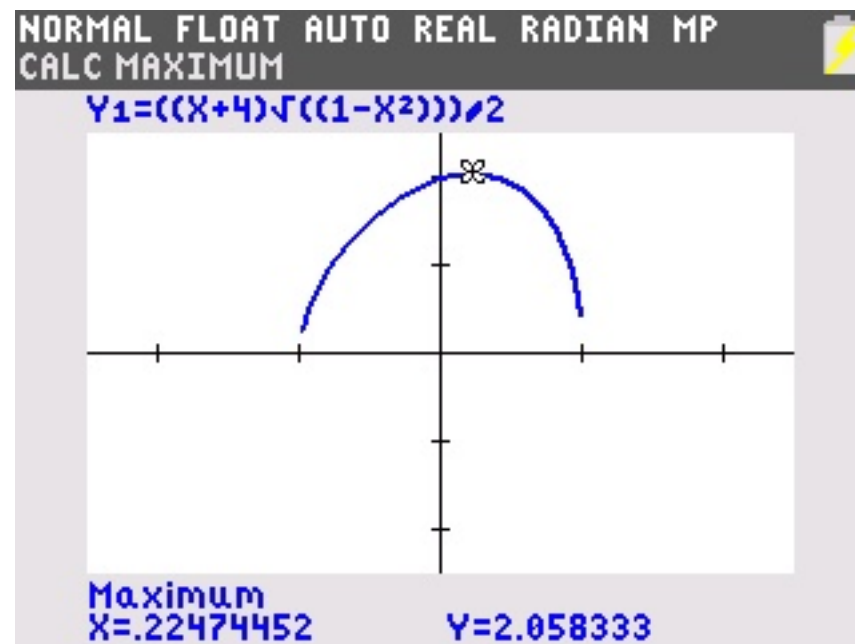 NORMAL FLOAT AUTO REAL RADIAN MP
CALC MAXIMUM
Y₁=((X+4)√((1-X²)))/2
Maximum
X=.22474452 Y=2.058333